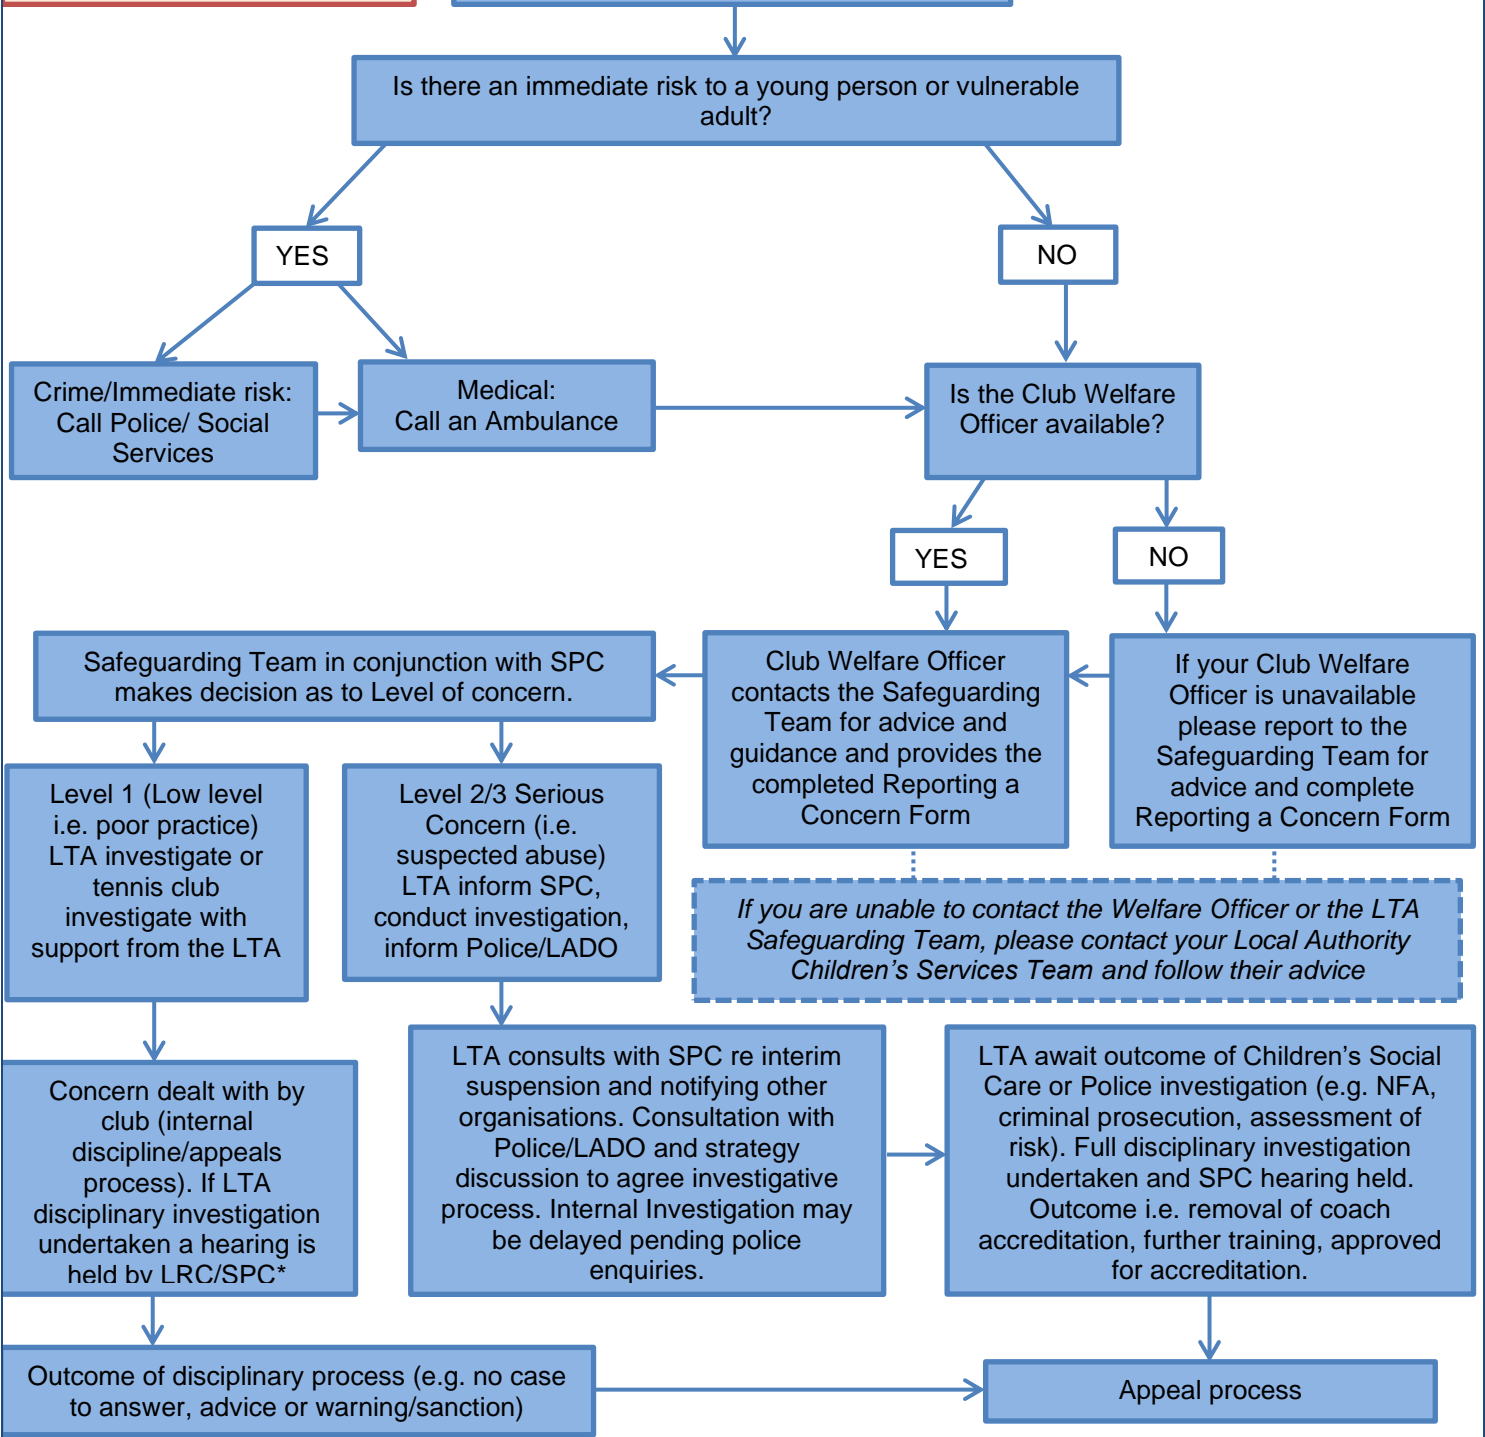 Is there an immediate risk to a young person or vulnerable
adult?
YES
NO
Crime/Immediate risk:
Call Police/ Social
Services
Medical:
Call an Ambulance
Is the Club Welfare
Officer available?
YES
NO
Safeguarding Team in conjunction with SPC
makes decision as to Level of concern.
Club Welfare Officer
contacts the Safeguarding
Team for advice and
guidance and provides the
completed Reporting a
Concern Form
If your Club Welfare
Officer is unavailable
please report to the
Safeguarding Team for
advice and complete
Reporting a Concern Form
Level 1 (Low level
i.e. poor practice)
LTA investigate or
tennis club
investigate with
support from the LTA
Level 2/3 Serious
Concern (i.e.
suspected abuse)
LTA inform SPC,
conduct investigation,
inform Police/LADO
If you are unable to contact the Welfare Officer or the LTA
Safeguarding Team, please contact your Local Authority
Children’s Services Team and follow their advice
Concern dealt with by
club (internal
discipline/appeals
process). If LTA
disciplinary investigation
undertaken a hearing is
held by LRC/SPC*
LTA consults with SPC re interim
suspension and notifying other
organisations. Consultation with
Police/LADO and strategy
discussion to agree investigative
process. Internal Investigation may
be delayed pending police
enquiries.
LTA await outcome of Children’s Social
Care or Police investigation (e.g. NFA,
criminal prosecution, assessment of
risk). Full disciplinary investigation
undertaken and SPC hearing held.
Outcome i.e. removal of coach
accreditation, further training, approved
for accreditation.
Outcome of disciplinary process (e.g. no case
to answer, advice or warning/sanction)
Appeal process